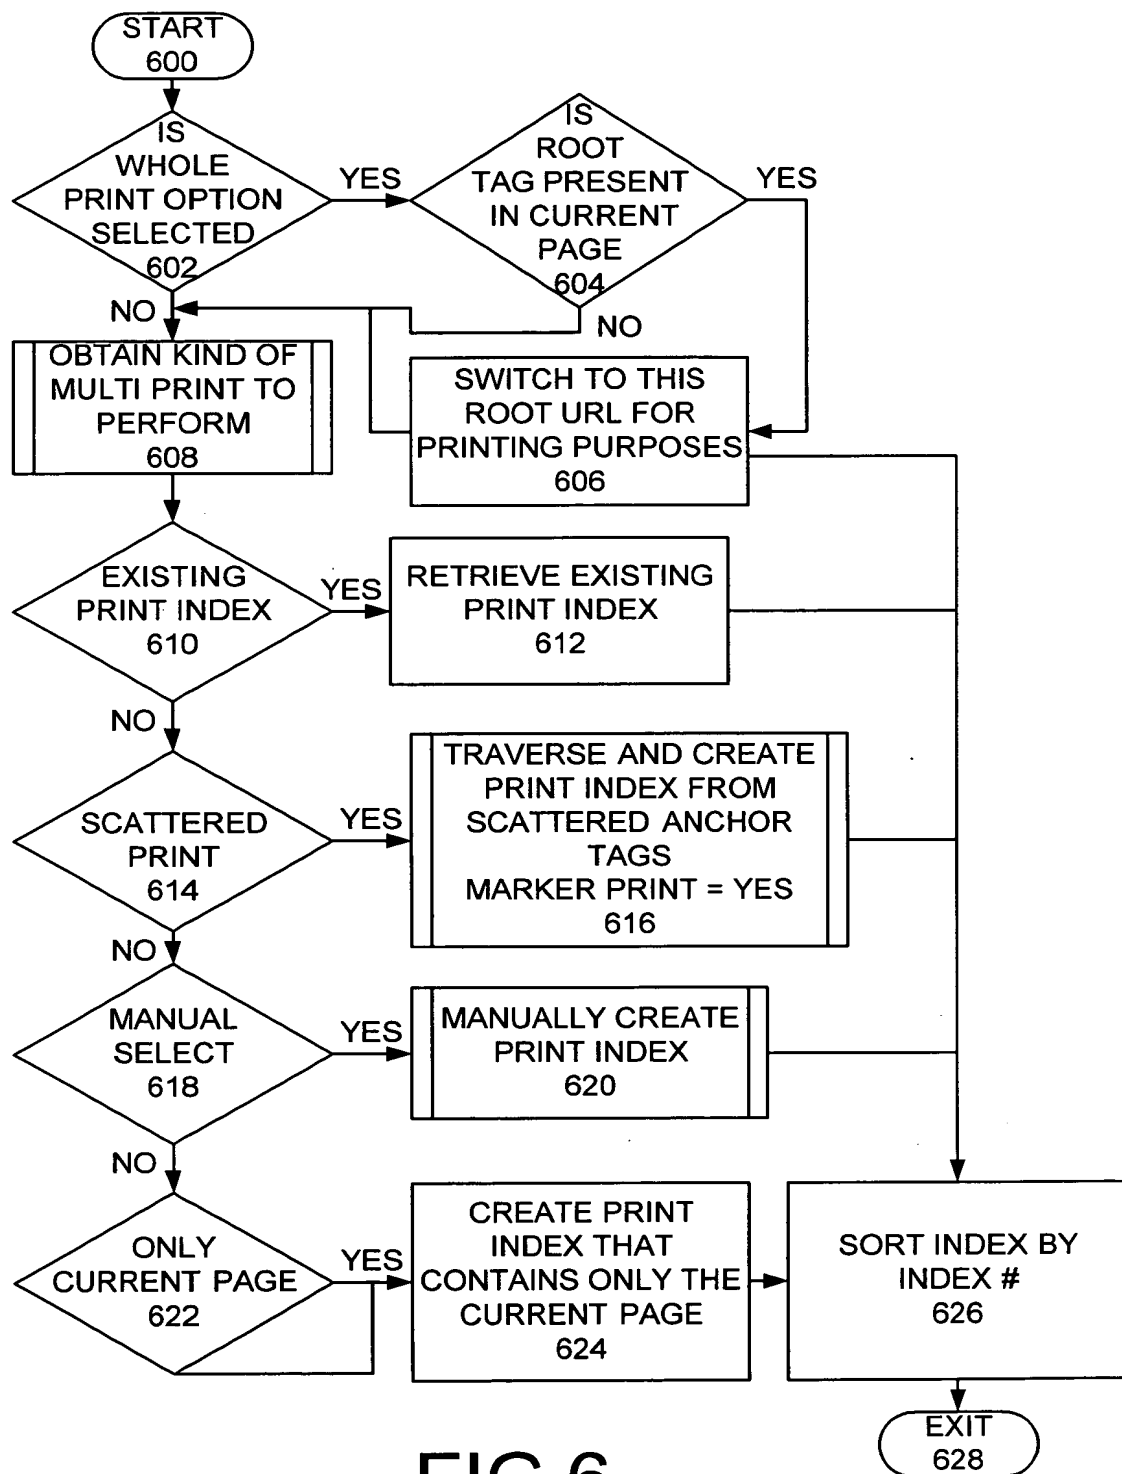 START
600
IS
WHOLE
PRINT OPTION
SELECTED
602
YES
IS
ROOT
TAG PRESENT
IN CURRENT
PAGE
604
YES
NO
NO
OBTAIN KIND OF
MULTI PRINT TO
PERFORM
608
SWITCH TO THIS
ROOT URL FOR
PRINTING PURPOSES
606
EXISTING
PRINT INDEX
610
YES
RETRIEVE EXISTING
PRINT INDEX
612
NO
SCATTERED
PRINT
614
YES
TRAVERSE AND CREATE
PRINT INDEX FROM
SCATTERED ANCHOR
TAGS
MARKER PRINT = YES
616
NO
MANUAL
SELECT
618
YES
MANUALLY CREATE
PRINT INDEX
620
NO
ONLY
CURRENT PAGE
622
YES
CREATE PRINT
INDEX THAT
CONTAINS ONLY THE
CURRENT PAGE
624
SORT INDEX BY
INDEX #
626
EXIT
628
FIG 6